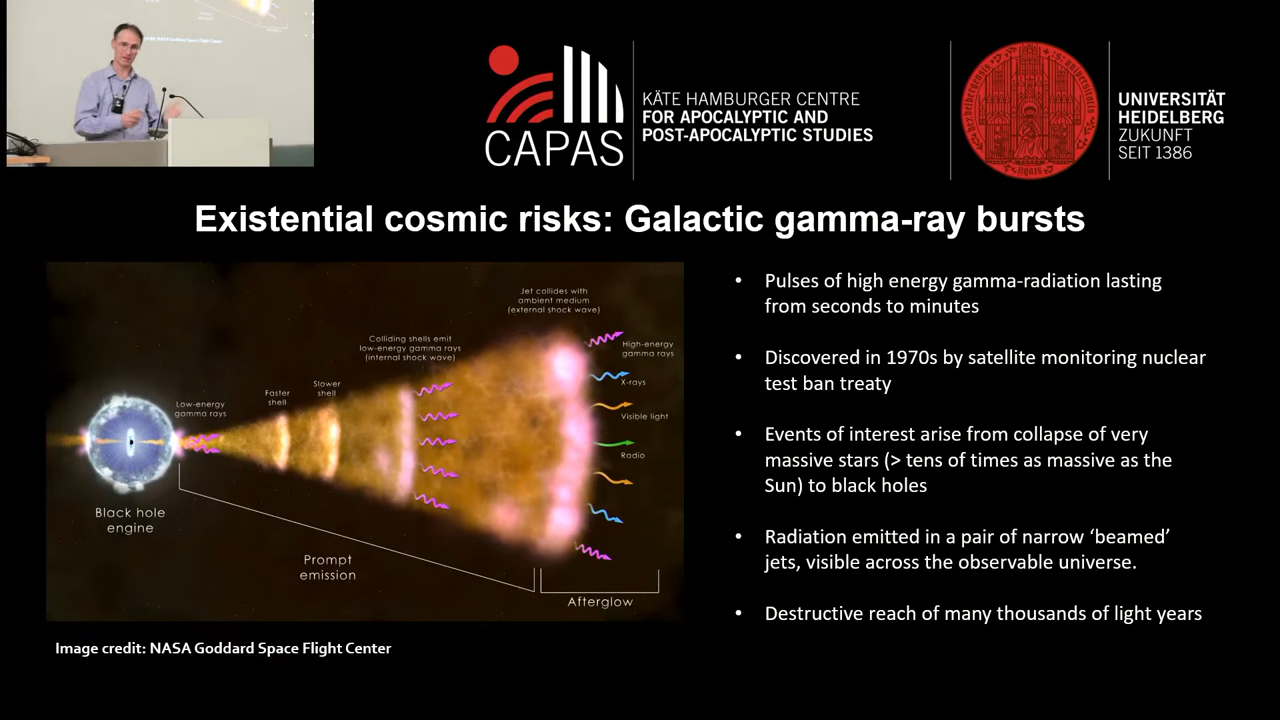 NASA Goddard Space Flight Center
CAPAS
KÄTE HAMBURGER CENTRE
FOR APOCALYPTIC AND
POST-APOCALYPTIC STUDIES
UNIVERSITÄT
HEIDELBERG
ZUKUNFT
SEIT 1386
Existential cosmic risks: Galactic gamma-ray bursts
Jet collides with
ambient medium
(external shock wave)
Colliding shells emit
low-energy gamma rays
(internal shock wave)
High-energy
gamma rays
X-rays
Slower
shell
Faster
shell
Low-energy
gamma rays
Visible light
Radio
Black hole
engine
Prompt
emission
Afterglow
Image credit: NASA Goddard Space Flight Center
• Pulses of high energy gamma-radiation lasting
from seconds to minutes
• Discovered in 1970s by satellite monitoring nuclear
test ban treaty
• Events of interest arise from collapse of very
massive stars (> tens of times as massive as the
Sun) to black holes
• Radiation emitted in a pair of narrow ‘beamed’
jets, visible across the observable universe.
• Destructive reach of many thousands of light years